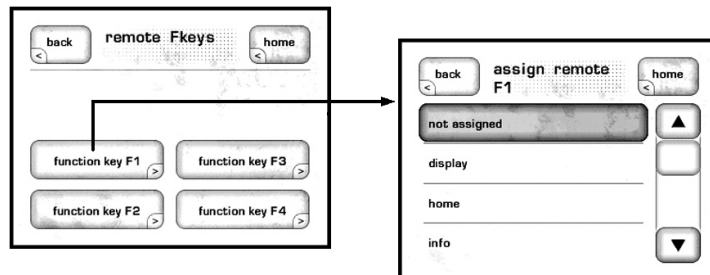 back
remote Fkeys
home
function key F1
function key F3
function key F2
function key F4
back
assign remote
F1
home
not assigned
display
home
info